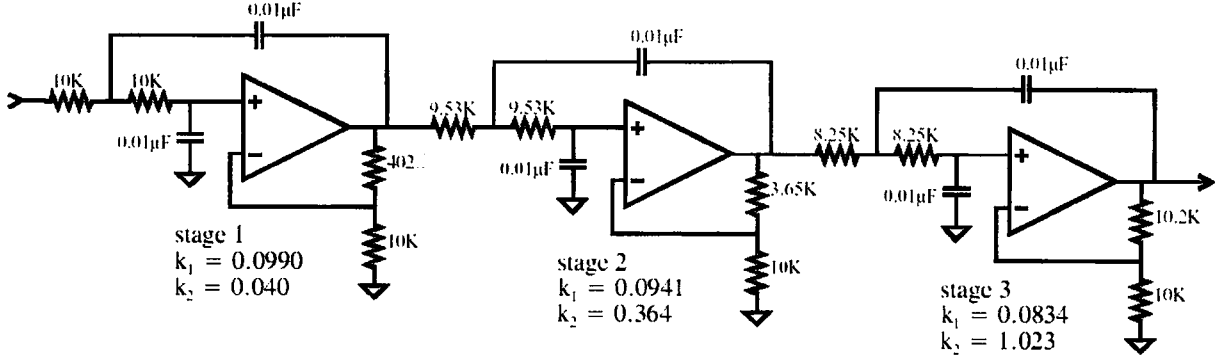 0.01µF
10K
10K
0.01µF
10K
stage 1
k₁ = 0.0990
k₂ = 0.040
0.01µF
9.53K
9.53K
0.01µF
3.65K
10K
stage 2
k₁ = 0.0941
k₂ = 0.364
0.01µF
8.25K
8.25K
0.01µF
10.2K
10K
stage 3
k₁ = 0.0834
k₂ = 1.023